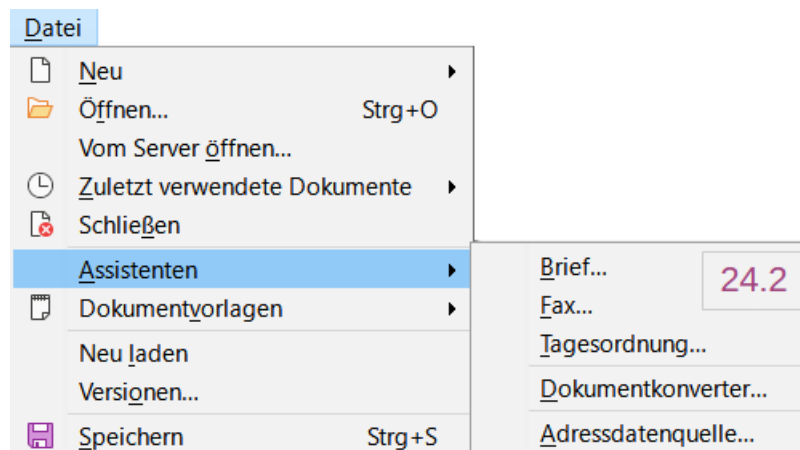 Datei
Neu
Öffnen... Strg+O
Vom Server öffnen...
Zuletzt verwendete Dokumente
Schließen
Assistenten
Dokumentvorlagen
Neu laden
Versionen...
Speichern Strg+S
Brief...
24.2
Fax...
Tagesordnung...
Dokumentkonverter...
Adressdatenquelle...